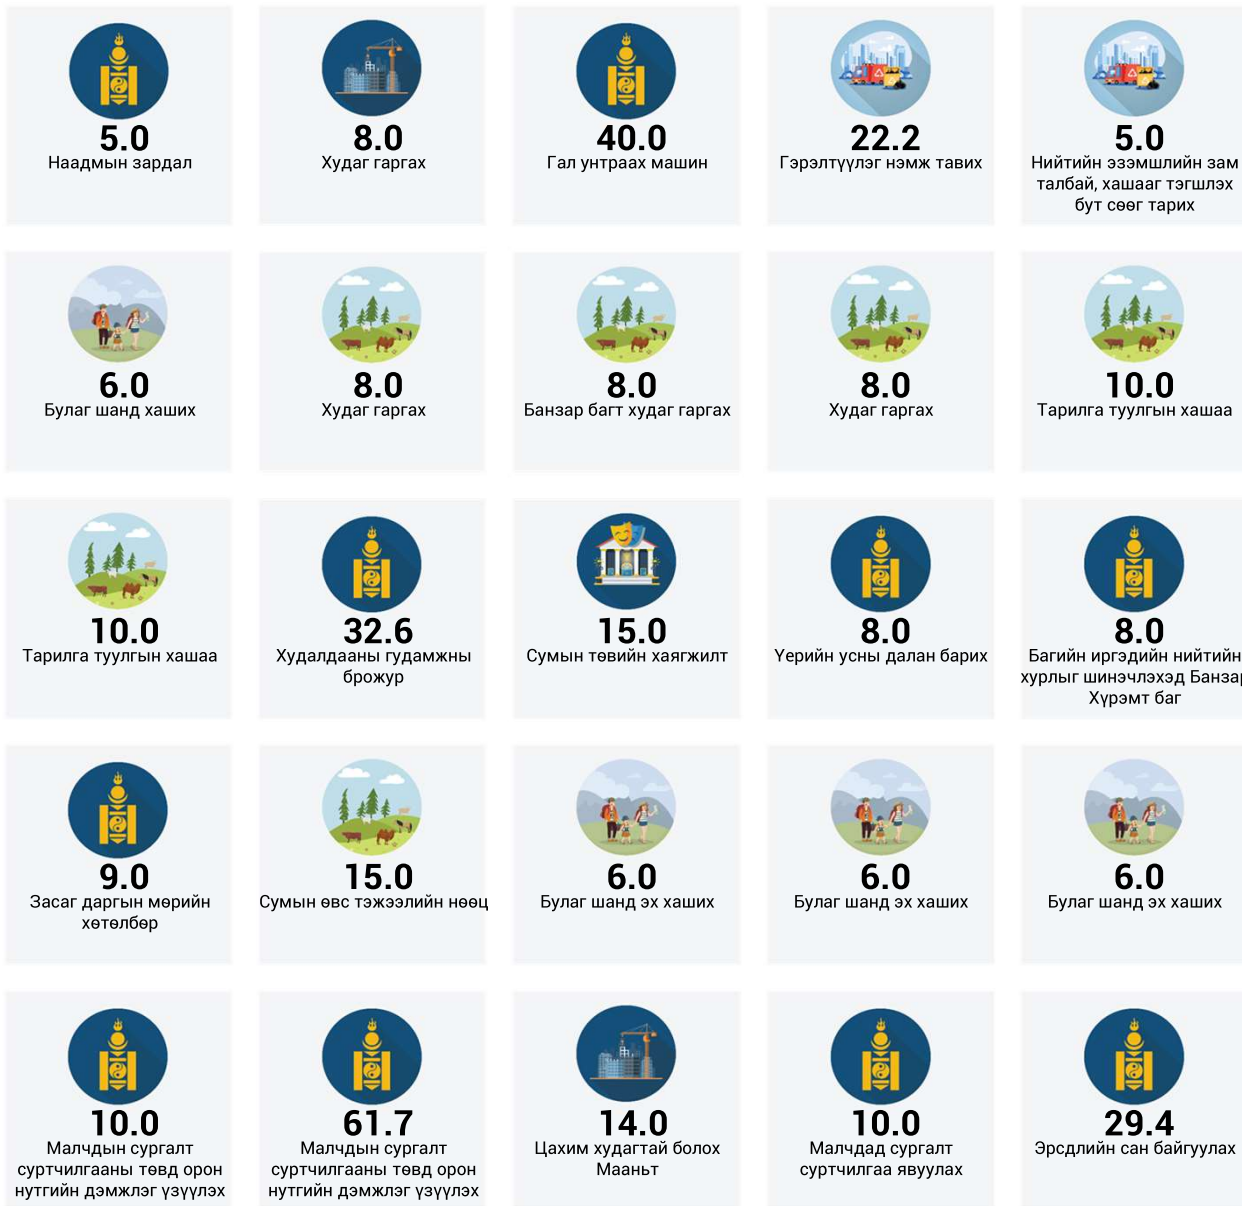 5.0
Наадмын зардал
8.0
Худаг гаргах
40.0
Гал унтраах машин
22.2
Гэрэлтүүлэг нэмж тавих
5.0
Нийтийн эзэмшлийн зам
талбай, хашааг тэгшлэх
бут сөөг тарих
6.0
Булаг шанд хаших
8.0
Худаг гаргах
8.0
Банзар багт худаг гаргах
8.0
Худаг гаргах
10.0
Тарилга туулгын хашаа
10.0
Тарилга туулгын хашаа
32.6
Худалдааны гудамжны
брожур
15.0
Сумын төвийн хаягжилт
8.0
Үерийн усны далан барих
8.0
Багийн иргэдийн нийтийн
хурлыг шинэчлэхэд Банзар
Хүрэмт баг
9.0
Засаг даргын мөрийн
хөтөлбөр
15.0
Сумын өвс тэжээлийн нөөц
6.0
Булаг шанд эх хаших
6.0
Булаг шанд эх хаших
6.0
Булаг шанд эх хаших
10.0
Малчдын сургалт
суртчилгааны төвд орон
нутгийн дэмжлэг үзүүлэх
61.7
Малчдын сургалт
суртчилгааны төвд орон
нутгийн дэмжлэг үзүүлэх
14.0
Цахим худагтай болох
Мааньт
10.0
Малчдад сургалт
суртчилгаа явуулах
29.4
Эрсдлийн сан байгуулах